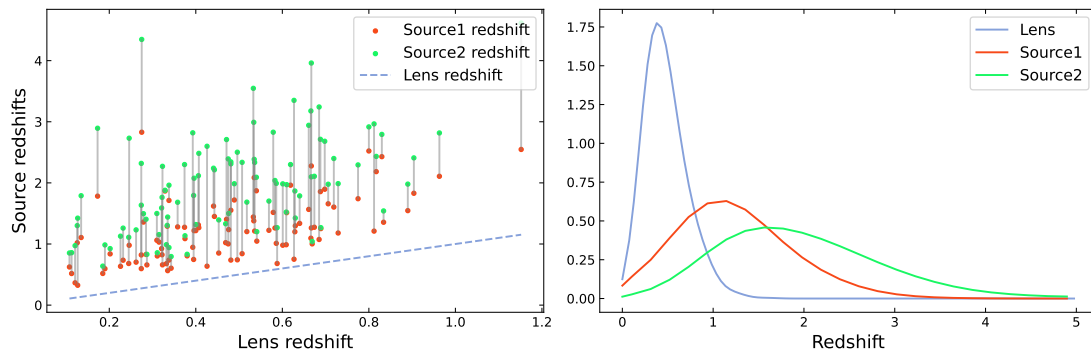 Source1 redshift
Source2 redshift
Lens redshift
Source redshifts
4
3
2
1
0
0.2
0.4
0.6
0.8
1.0
1.2
Lens redshift
Lens
Source1
Source2
1.75
1.50
1.25
1.00
0.75
0.50
0.25
0.00
0
1
2
3
4
5
Redshift